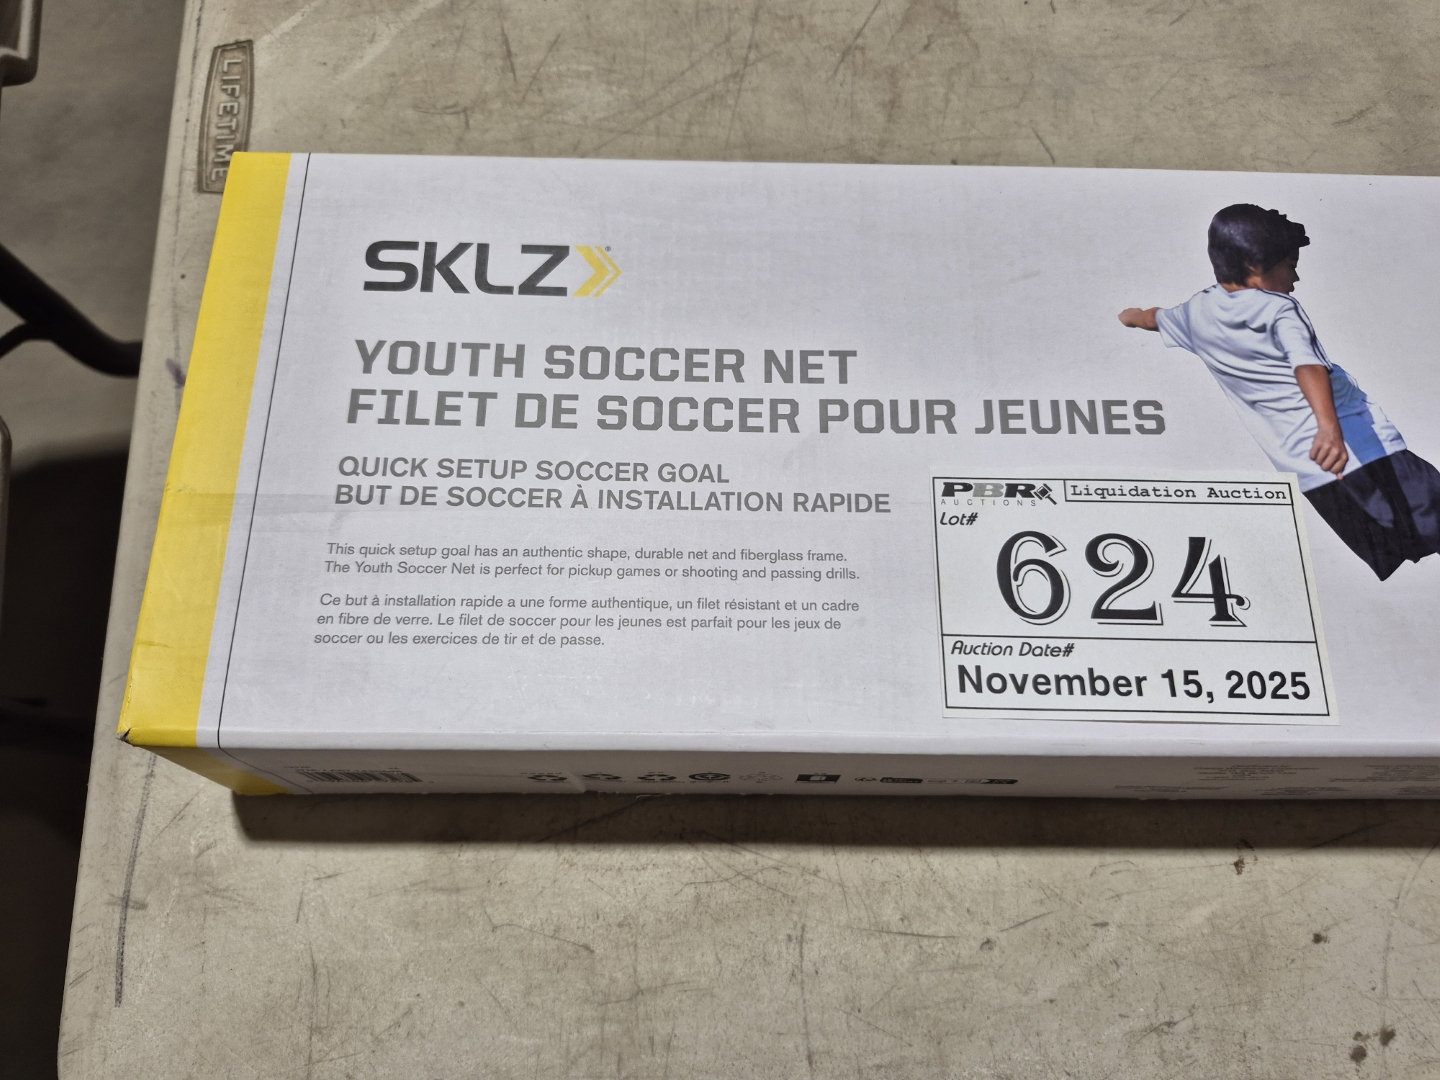 LIFETIME
SKLZ
YOUTH SOCCER NET
FILET DE SOCCER POUR JEUNES
QUICK SETUP SOCCER GOAL
BUT DE SOCCER À INSTALLATION RAPIDE
This quick setup goal has an authentic shape, durable net and fiberglass frame.
The Youth Soccer Net is perfect for pickup games or shooting and passing drills.
Ce but à installation rapide a une forme authentique, un filet résistant et un cadre
en fibre de verre. Le filet de soccer pour les jeunes est parfait pour les jeux de
soccer ou les exercices de tir et de passe.
PBR
AUCTIONS
Liquidation Auction
Lot#
624
Auction Date#
November 15, 2025